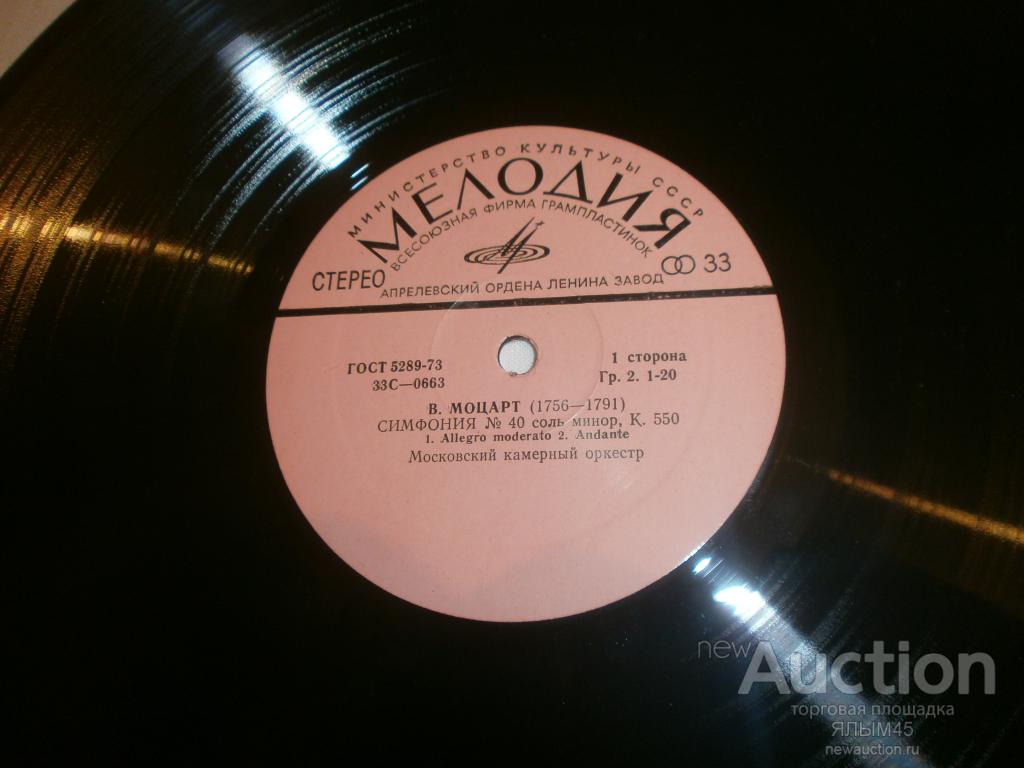 МИНИСТЕРСТВО КУЛЬТУРЫ СССР
МЕЛОДИЯ
ВСЕСОЮЗНАЯ ФИРМА ГРАМПЛАСТИНОК
СТЕРЕО
33
АПРЕЛЕВСКИЙ ОРДЕНА ЛЕНИНА ЗАВОД
ГОСТ 5289-73
33С—0663
1 сторона
Гр. 2. 1-20
В. МОЦАРТ (1756—1791)
СИМФОНИЯ № 40 соль минор, К. 550
1. Allegro moderato 2. Andante
Московский камерный оркестр
newAuction
торговая площадка
ЯЛЫМ45
newauction.ru